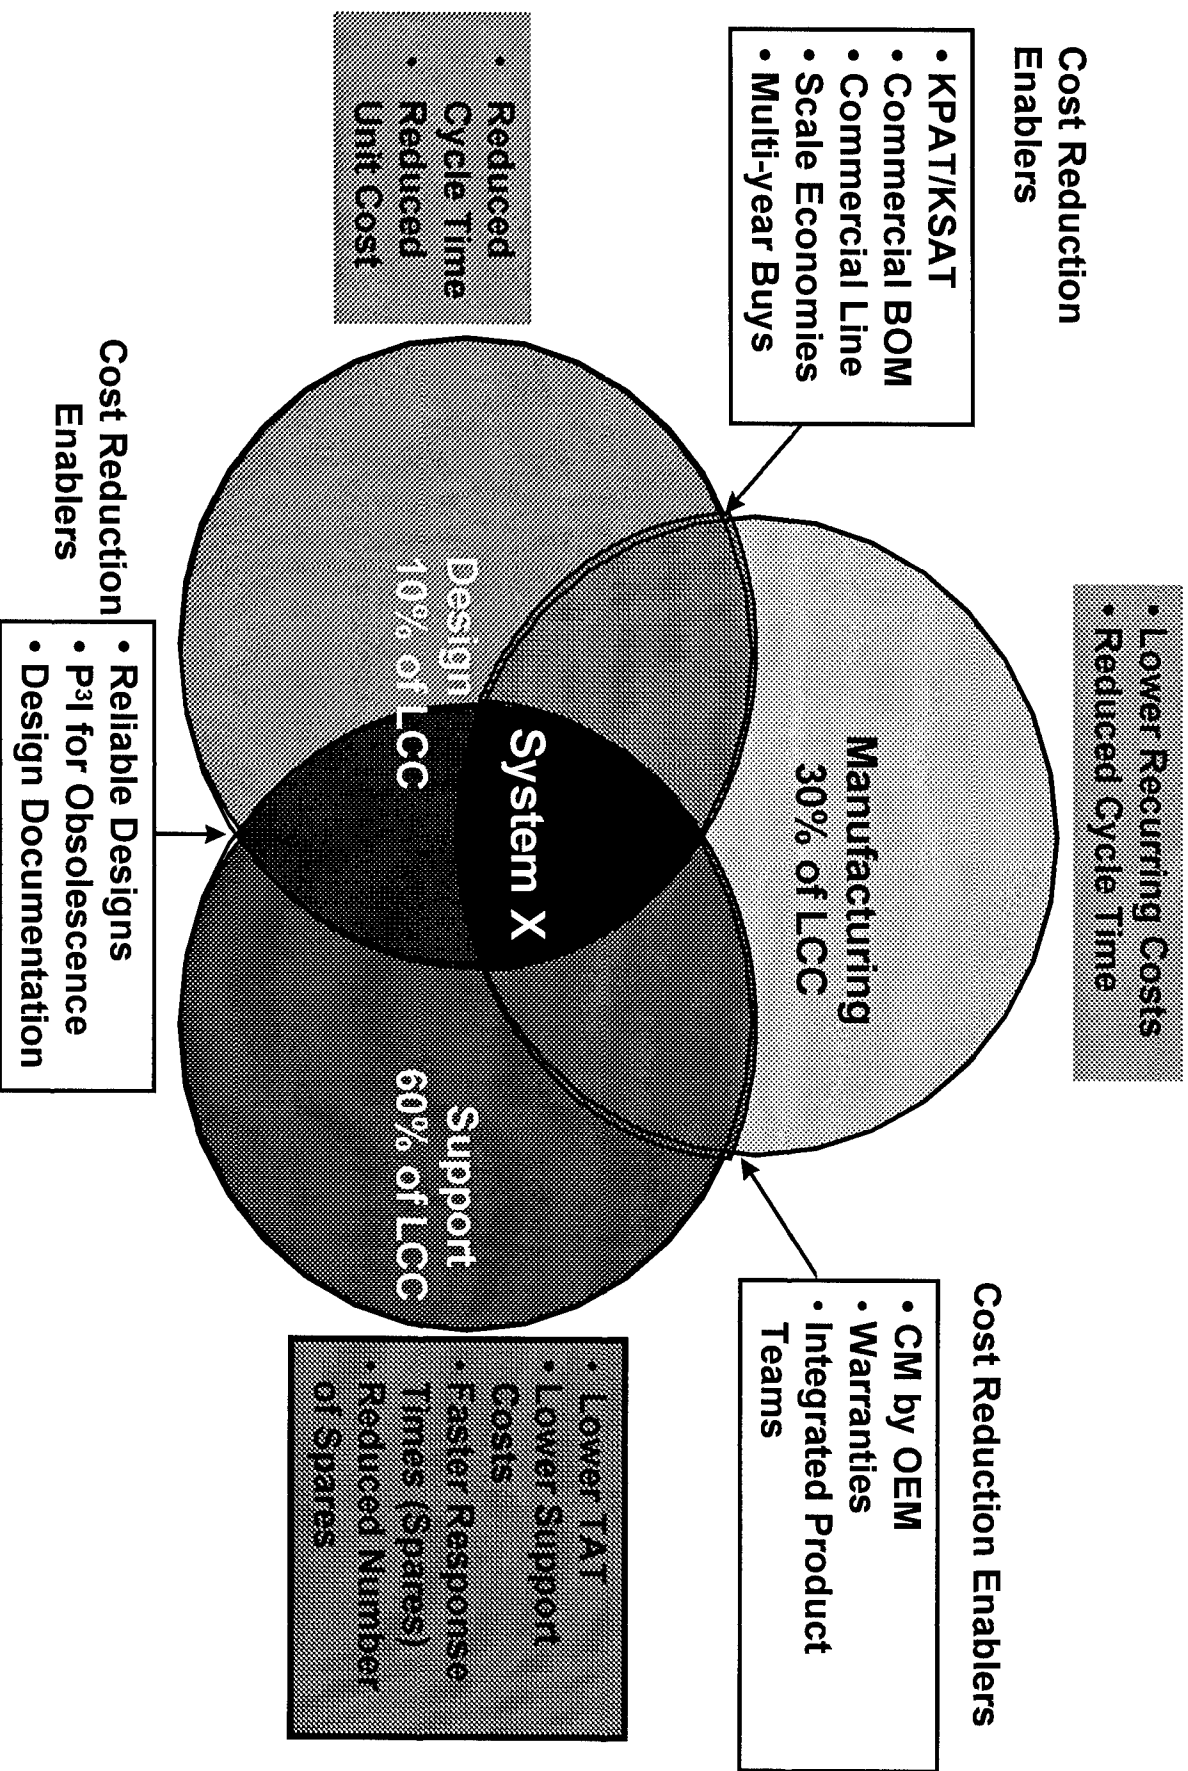 • Lower Recurring Costs
• Reduced Cycle Time
Cost Reduction
Enablers
• KPAT/KSAT
• Commercial BOM
• Commercial Line
• Scale Economies
• Multi-year Buys
Cost Reduction Enablers
• CM by OEM
• Warranties
• Integrated Product
Teams
Manufacturing
30% of LCC
System X
Design
10% of LCC
Support
60% of LCC
• Reduced
Cycle Time
• Reduced
Unit Cost
• Lower TAT
• Lower Support
Costs
• Faster Response
Times (Spares)
• Reduced Number
of Spares
Cost Reduction
Enablers
• Reliable Designs
• P³I for Obsolescence
• Design Documentation